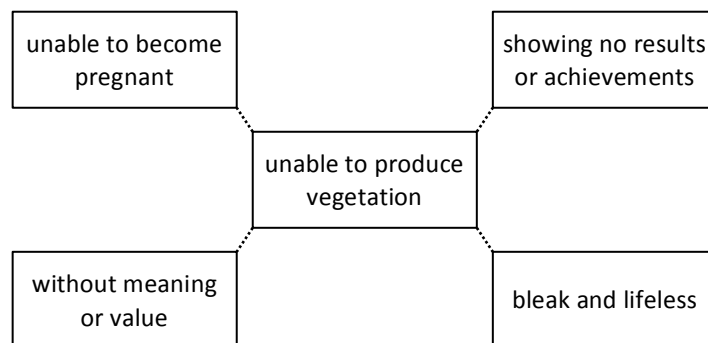 unable to become
pregnant
showing no results
or achievements
unable to produce
vegetation
without meaning
or value
bleak and lifeless